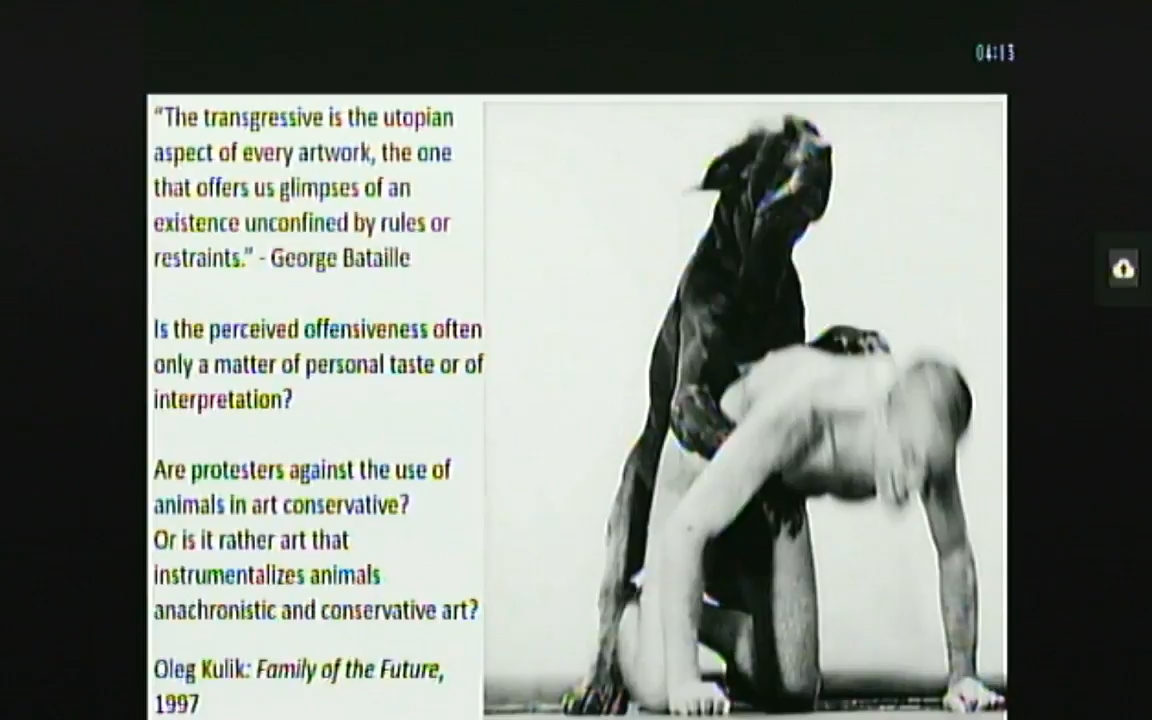 04:13
“The transgressive is the utopian
aspect of every artwork, the one
that offers us glimpses of an
existence unconfined by rules or
restraints.” - George Bataille
Is the perceived offensiveness often
only a matter of personal taste or of
interpretation?
Are protesters against the use of
animals in art conservative?
Or is it rather art that
instrumentalizes animals
anachronistic and conservative art?
Oleg Kulik: Family of the Future,
1997